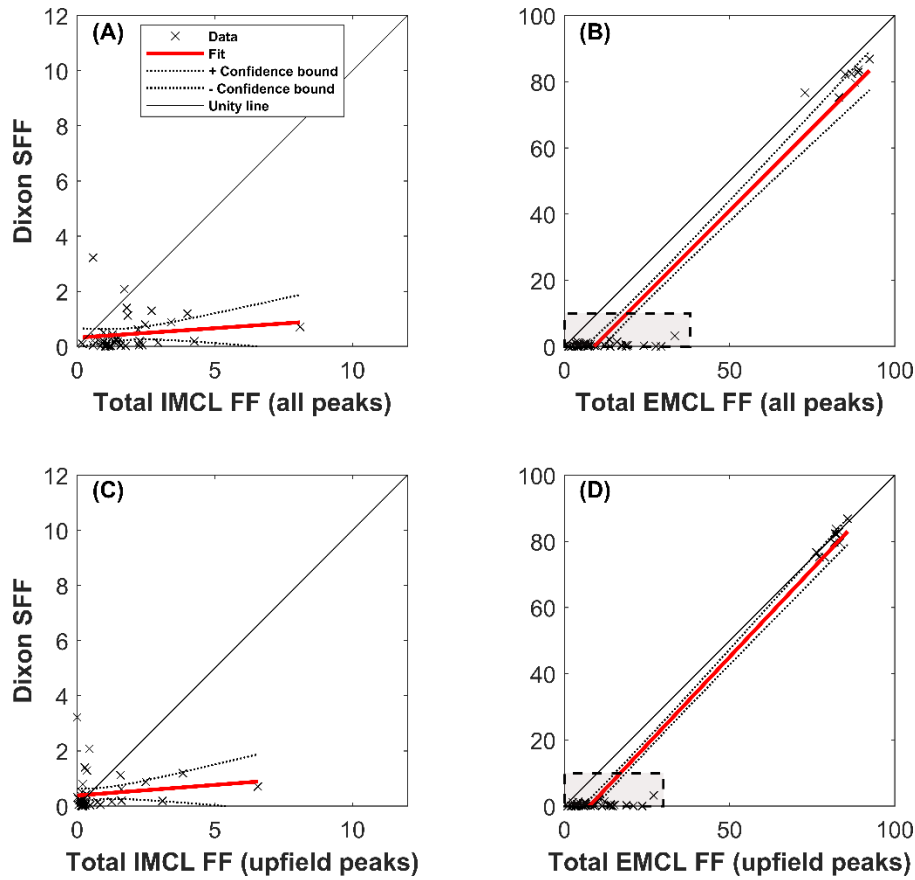 (A)
Data
Fit
+ Confidence bound
- Confidence bound
Unity line
12
10
8
6
4
2
0
Dixon SFF
0 5 10
Total IMCL FF (all peaks)
(B)
100
80
60
40
20
0
0 50 100
Total EMCL FF (all peaks)
(C)
12
10
8
6
4
2
0
Dixon SFF
0 5 10
Total IMCL FF (upfield peaks)
(D)
100
80
60
40
20
0
0 50 100
Total EMCL FF (upfield peaks)